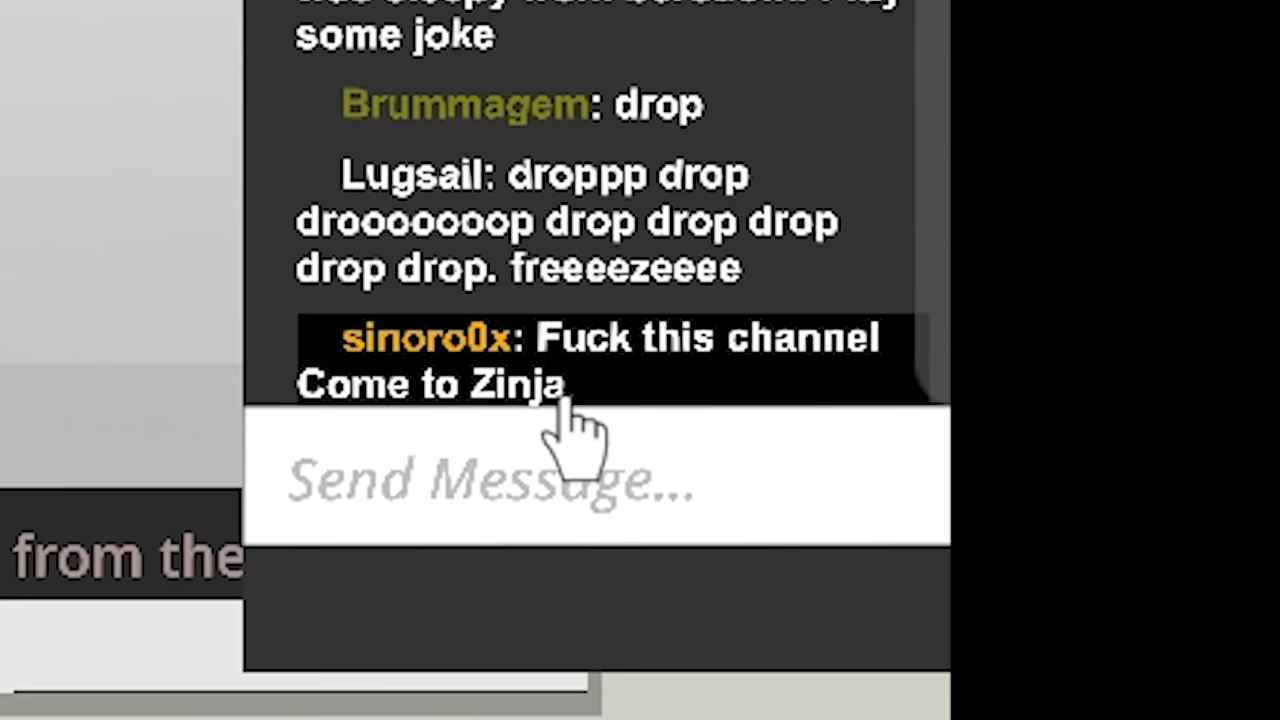 some joke
Brummagem: drop
Lugsail: droppp drop
drooooooop drop drop drop
drop drop. freeeezeeee
sinoro0x: Fuck this channel
Come to Zinja
Send Message...
from the